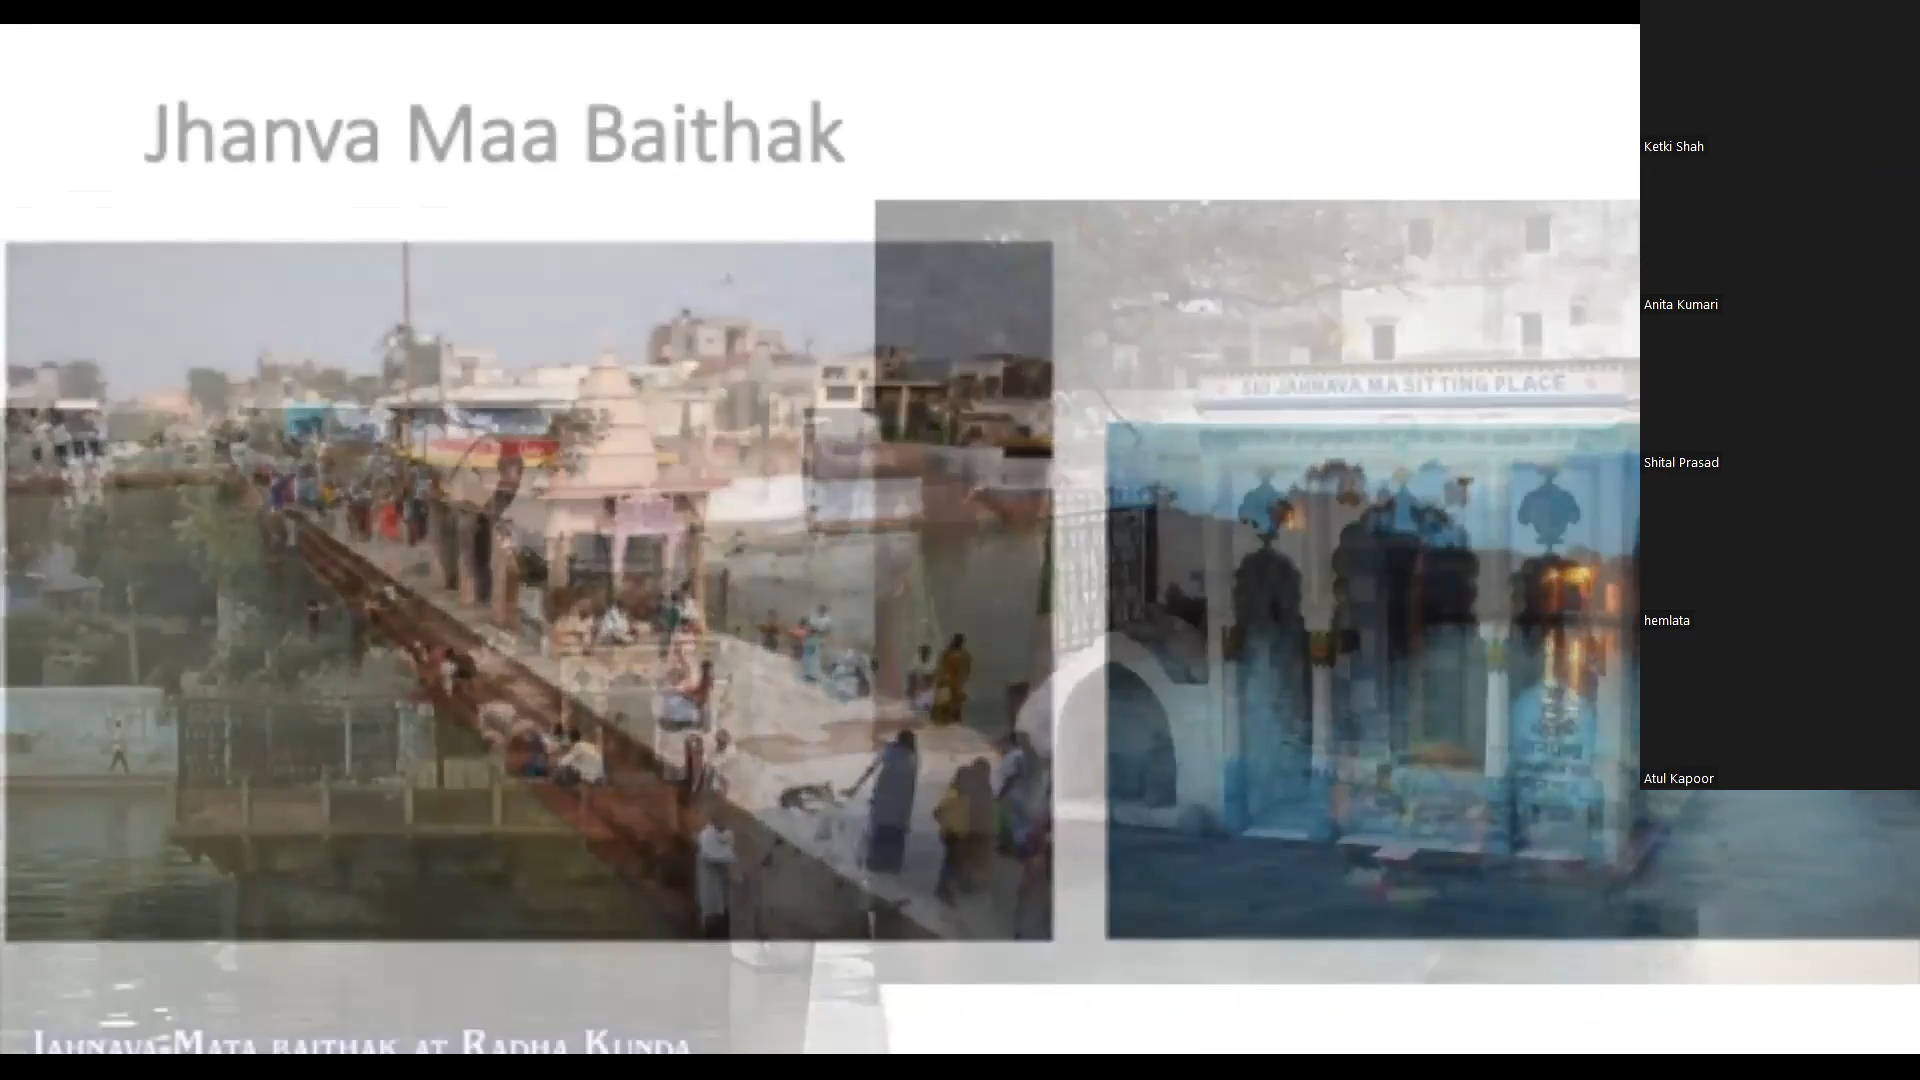 Jhanva Maa Baithak
SRI JAHNAVA MA SITTING PLACE
Jahnava-Mata baithak at Radha Kunda
Ketki Shah
Anita Kumari
Shital Prasad
hemlata
Atul Kapoor